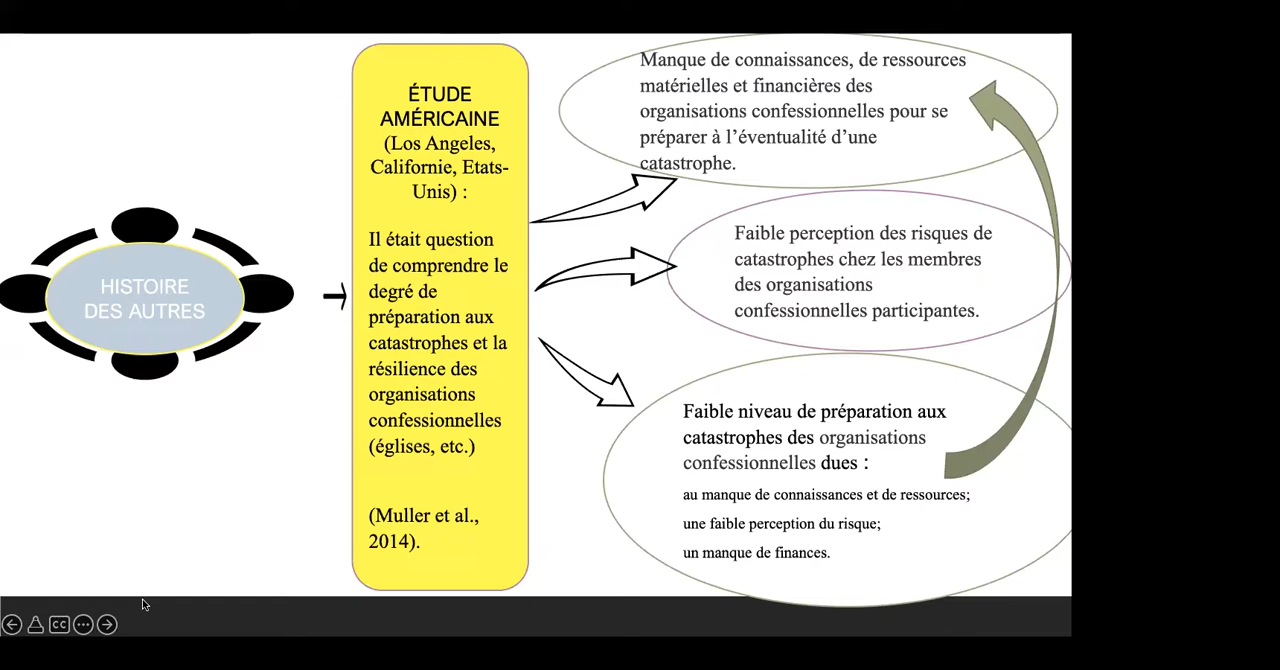 HISTOIRE
DES AUTRES
ÉTUDE
AMÉRICAINE
(Los Angeles,
Californie, Etats-
Unis) :
Il était question
de comprendre le
degré de
préparation aux
catastrophes et la
résilience des
organisations
confessionnelles
(églises, etc.)
(Muller et al.,
2014).
Manque de connaissances, de ressources
matérielles et financières des
organisations confessionnelles pour se
préparer à l’éventualité d’une
catastrophe.
Faible perception des risques de
catastrophes chez les membres
des organisations
confessionnelles participantes.
Faible niveau de préparation aux
catastrophes des organisations
confessionnelles dues :
au manque de connaissances et de ressources;
une faible perception du risque;
un manque de finances.
CC